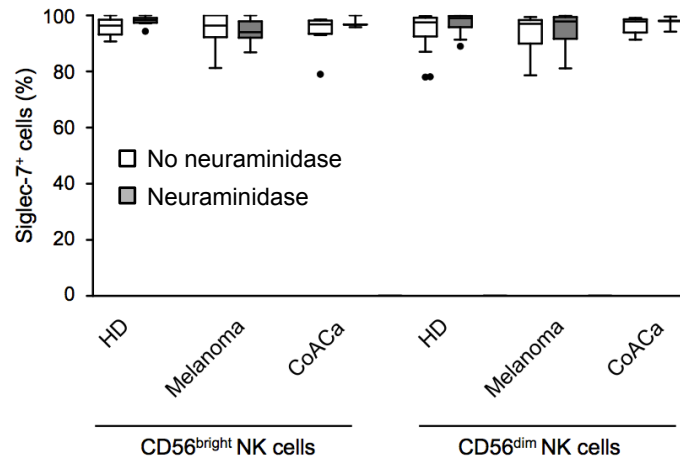 Siglec-7⁺ cells (%)
100
80
60
40
20
0
No neuraminidase
Neuraminidase
HD
Melanoma
CoACa
HD
Melanoma
CoACa
CD56ᵇʳⁱᵍʰᵗ NK cells
CD56ᵈⁱᵐ NK cells